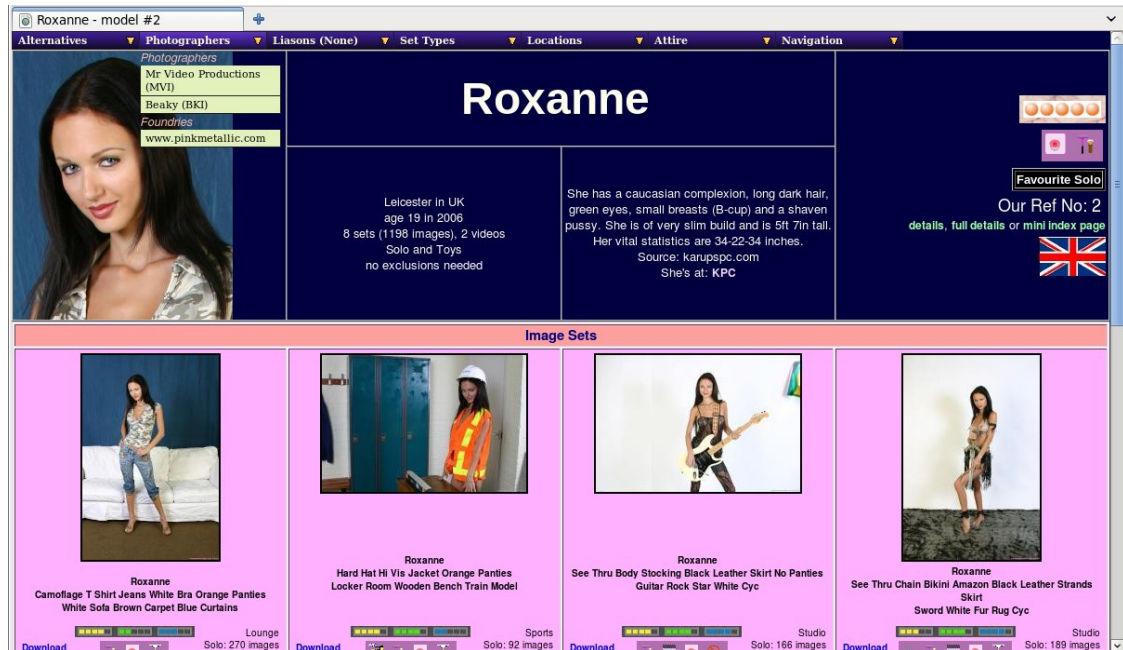 Roxanne - model #2
Alternatives
Photographers
Liasons (None)
Set Types
Locations
Attire
Navigation
Photographers
Mr Video Productions
(MVI)
Beaky (BKI)
Foundries
www.pinkmetallic.com
Roxanne
Leicester in UK
age 19 in 2006
8 sets (1198 images), 2 videos
Solo and Toys
no exclusions needed
She has a caucasian complexion, long dark hair,
green eyes, small breasts (B-cup) and a shaven
pussy. She is of very slim build and is 5ft 7in tall.
Her vital statistics are 34-22-34 inches.
Source: karupspc.com
She's at: KPC
Favourite Solo
Our Ref No: 2
details, full details or mini index page
Image Sets
Roxanne
Camoflage T Shirt Jeans White Bra Orange Panties
White Sofa Brown Carpet Blue Curtains
Lounge
Download
Solo: 270 images
Roxanne
Hard Hat Hi Vis Jacket Orange Panties
Locker Room Wooden Bench Train Model
Sports
Download
Solo: 92 images
Roxanne
See Thru Body Stocking Black Leather Skirt No Panties
Guitar Rock Star White Cyc
Studio
Download
Solo: 166 images
Roxanne
See Thru Chain Bikini Amazon Black Leather Strands
Skirt
Sword White Fur Rug Cyc
Studio
Download
Solo: 189 images